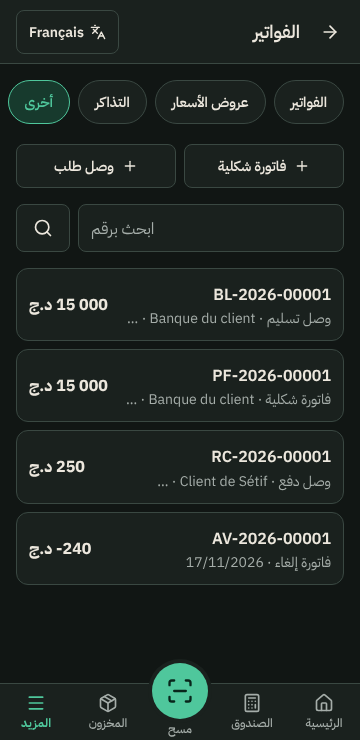 الفواتير
Français
الفواتير
عروض الأسعار
التذاكر
أخرى
+ فاتورة شكلية
+ وصل طلب
ابحث برقم
BL-2026-00001
15 000 د.ج
وصل تسليم · Banque du client · ...
PF-2026-00001
15 000 د.ج
فاتورة شكلية · Banque du client · ...
RC-2026-00001
250 د.ج
وصل دفع · Client de Sétif · ...
AV-2026-00001
-240 د.ج
فاتورة إلغاء · 17/11/2026
الرئيسية
الصندوق
مسح
المخزون
المزيد